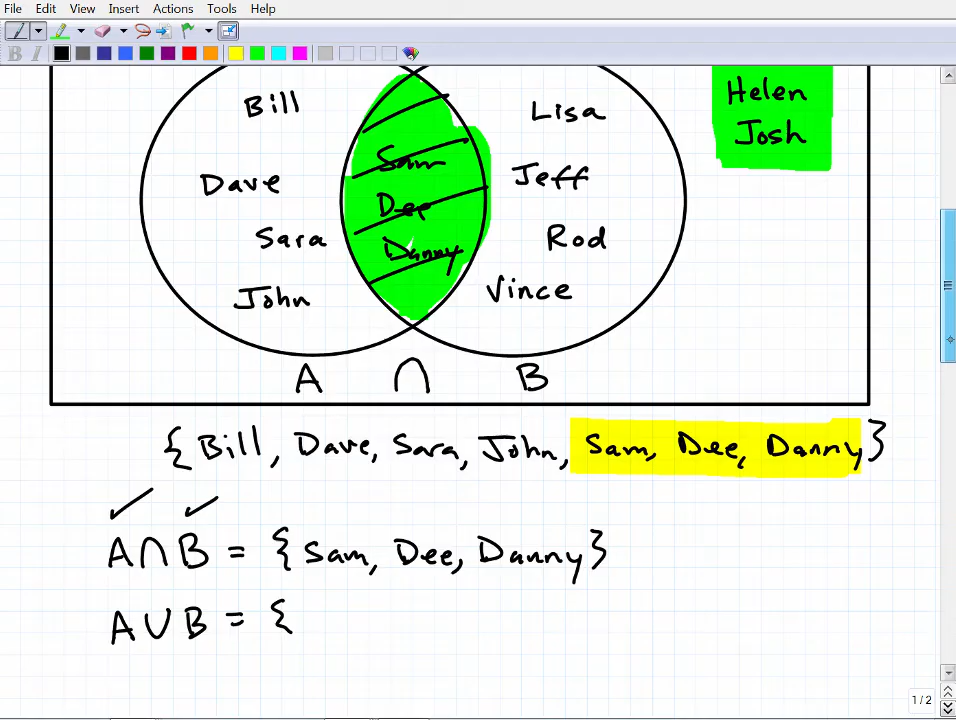 File Edit View Insert Actions Tools Help
B I
Bill
Dave
Sara
John
Sam
Dee
Danny
Lisa
Jeff
Rod
Vince
Helen
Josh
A ∩ B
{Bill, Dave, Sara, John, Sam, Dee, Danny}
A∩B = {Sam, Dee, Danny}
A∪B = {
1/2